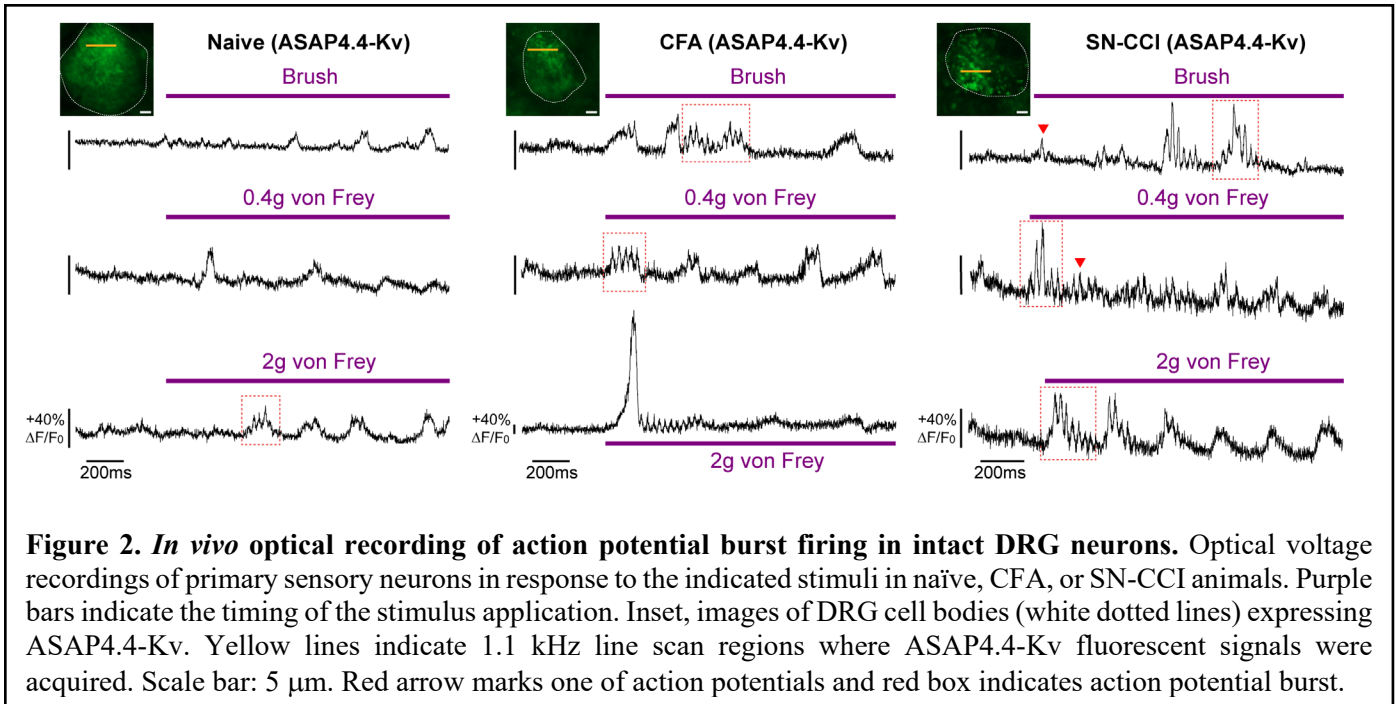 Naive (ASAP4.4-Kv)
Brush
0.4g von Frey
2g von Frey
+40%
ΔF/F₀
200ms
CFA (ASAP4.4-Kv)
Brush
0.4g von Frey
+40%
ΔF/F₀
200ms
2g von Frey
SN-CCI (ASAP4.4-Kv)
Brush
0.4g von Frey
2g von Frey
+40%
ΔF/F₀
200ms
Figure 2. In vivo optical recording of action potential burst firing in intact DRG neurons. Optical voltage
recordings of primary sensory neurons in response to the indicated stimuli in naïve, CFA, or SN-CCI animals. Purple
bars indicate the timing of the stimulus application. Inset, images of DRG cell bodies (white dotted lines) expressing
ASAP4.4-Kv. Yellow lines indicate 1.1 kHz line scan regions where ASAP4.4-Kv fluorescent signals were
acquired. Scale bar: 5 μm. Red arrow marks one of action potentials and red box indicates action potential burst.